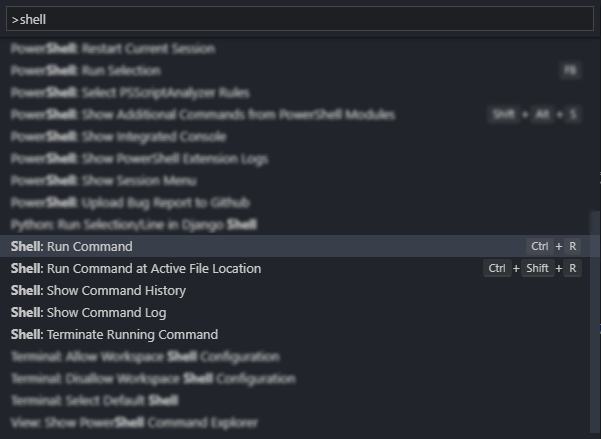 >shell
PowerShell: Restart Current Session
PowerShell: Run Selection F8
PowerShell: Select PSScriptAnalyzer Rules
PowerShell: Show Additional Commands from PowerShell Modules Shift + Alt + S
PowerShell: Show Integrated Console
PowerShell: Show PowerShell Extension Logs
PowerShell: Show Session Menu
PowerShell: Upload Bug Report to Github
Python: Run Selection/Line in Django Shell
Shell: Run Command Ctrl + R
Shell: Run Command at Active File Location Ctrl + Shift + R
Shell: Show Command History
Shell: Show Command Log
Shell: Terminate Running Command
Terminal: Allow Workspace Shell Configuration
Terminal: Disallow Workspace Shell Configuration
Terminal: Select Default Shell
View: Show PowerShell Command Explorer